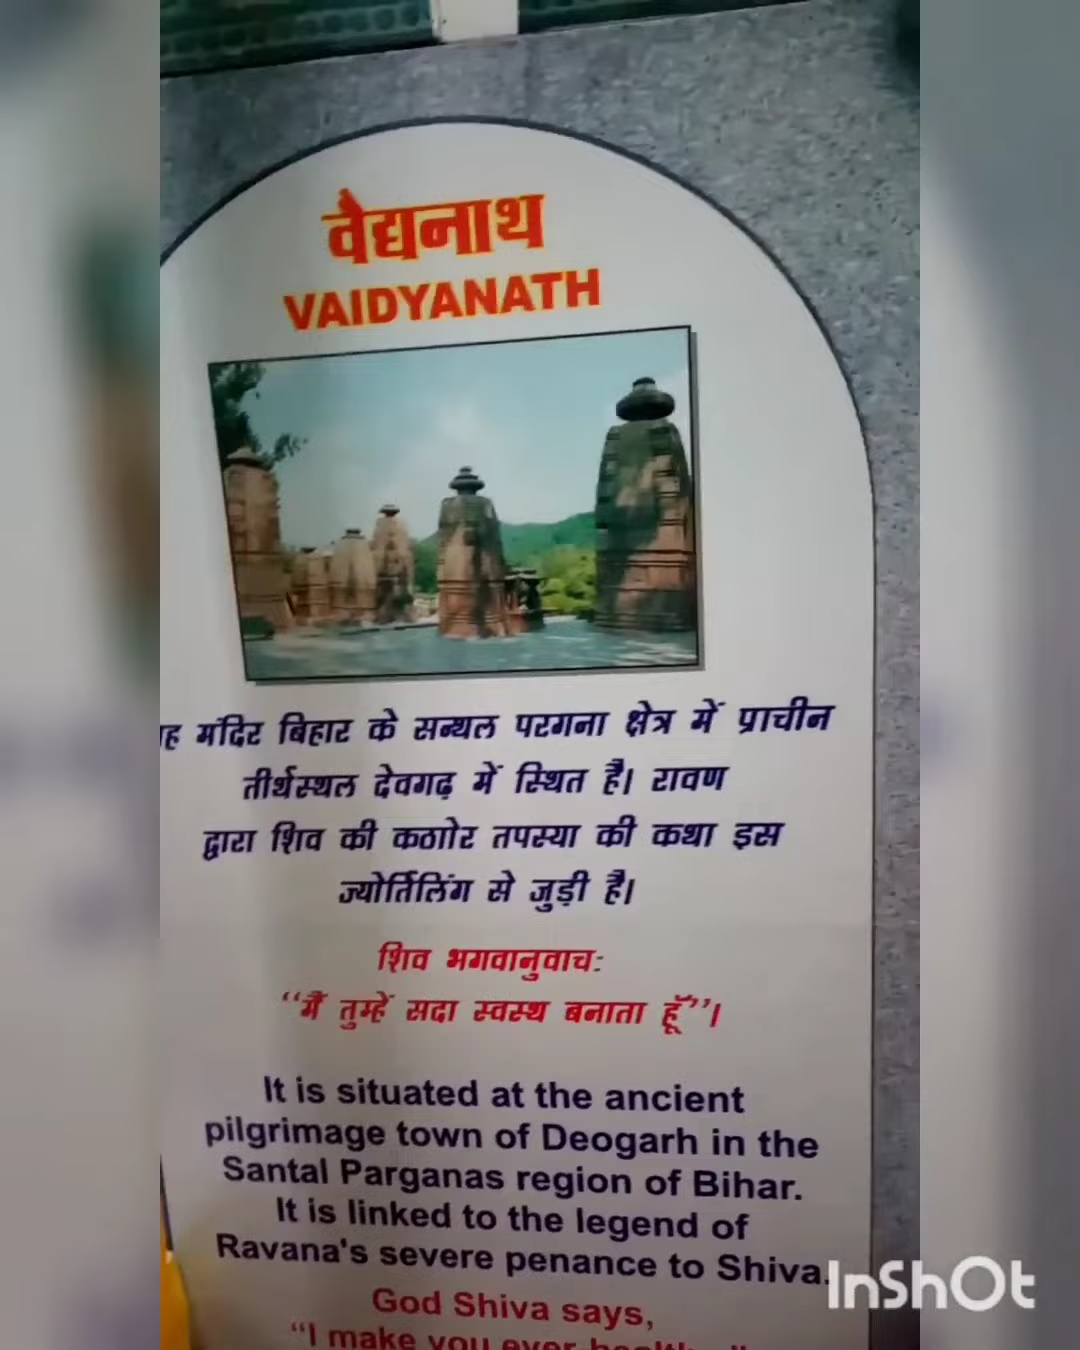 वैद्यनाथ
VAIDYANATH
मंदिर बिहार के सन्थल परगना क्षेत्र में प्राचीन
तीर्थस्थल देवगढ़ में स्थित है। रावण
द्वारा शिव की कठाोर तपस्या की कथा इस
ज्योर्तिलिंग से जुड़ी है।
शिव भगवानुवाचः
“मैं तुम्हें सदा स्वस्थ बनाता हूँ”।
It is situated at the ancient
pilgrimage town of Deogarh in the
Santal Parganas region of Bihar.
It is linked to the legend of
Ravana's severe penance to Shiva.
God Shiva says,
“I make you ever
InShOt